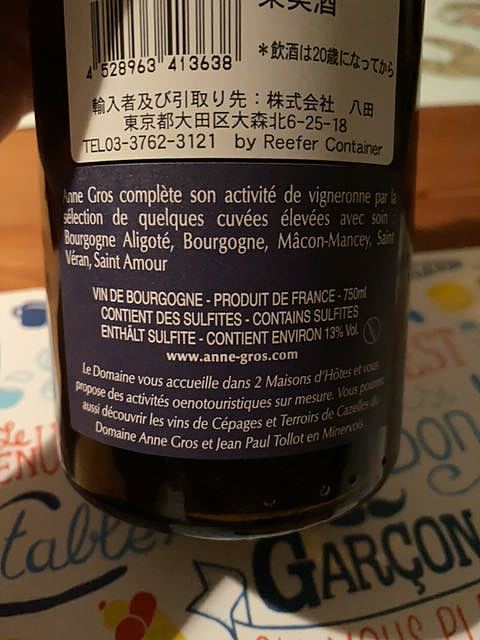 果実酒
4 528963 413638
*飲酒は20歳になってから
輸入者及び引取り先：株式会社 八田
東京都大田区大森北6-25-18
TEL03-3762-3121 by Reefer Container
Anne Gros complète son activité de vigneronne par la
sélection de quelques cuvées élevées avec soin :
Bourgogne Aligoté, Bourgogne, Mâcon-Mancey, Saint
Véran, Saint Amour
VIN DE BOURGOGNE - PRODUIT DE FRANCE - 750ml
CONTIENT DES SULFITES - CONTAINS SULFITES
ENTHÄLT SULFITE - CONTIENT ENVIRON 13% Vol.
www.anne-gros.com
Le Domaine vous accueille dans 2 Maisons d'Hôtes et vous
propose des activités oenotouristiques sur mesure. Vous pourrez
aussi découvrir les vins de Cépages et Terroirs de Cazelles du
Domaine Anne Gros et Jean Paul Tollot en Minervois
Le
table
GARÇON